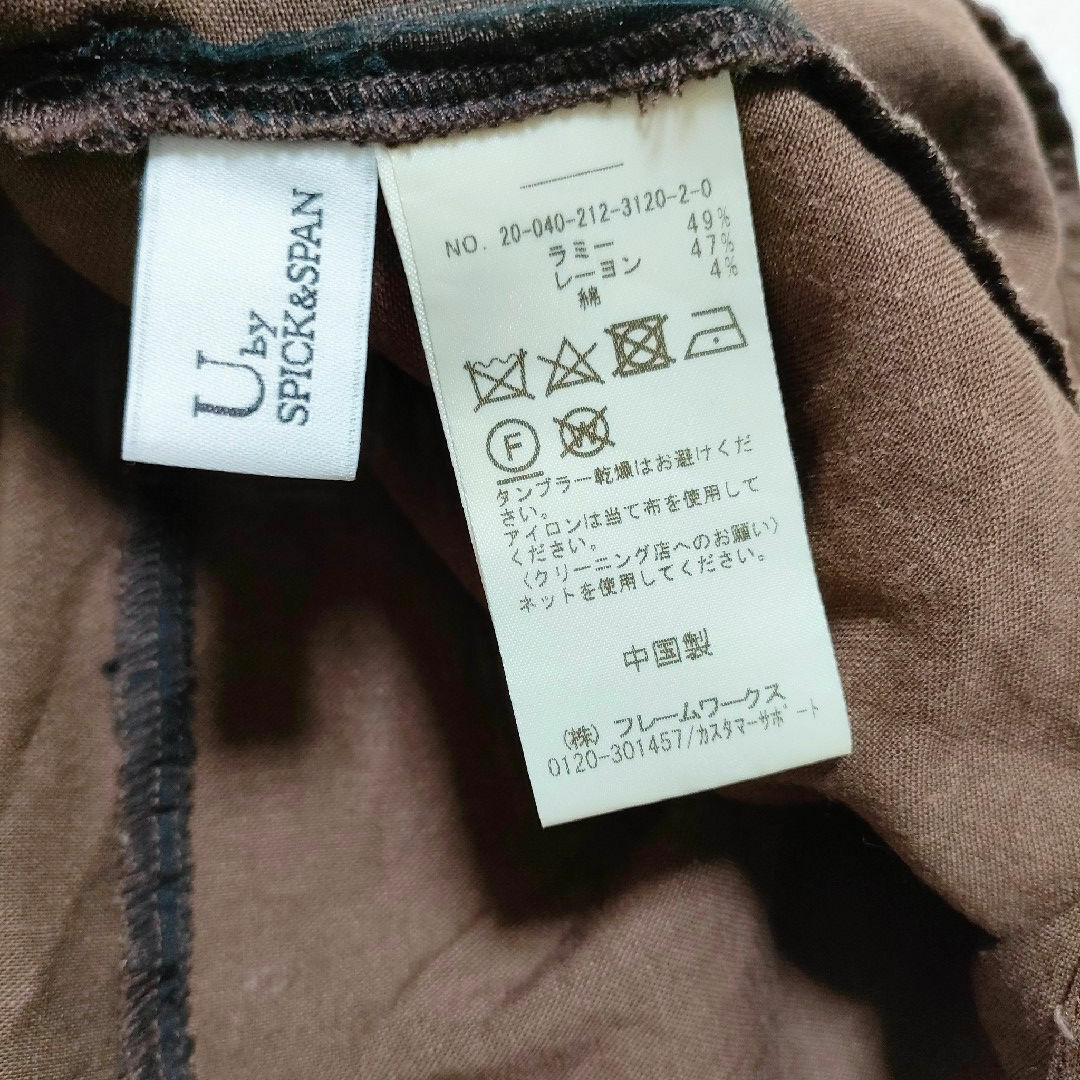 U by
SPICK&SPAN
NO. 20-040-212-3120-2-0
ラミー 49%
レーヨン 47%
綿 4%
F
W
タンブラー乾燥はお避けくだ
さい。
アイロンは当て布を使用して
ください。
〈クリーニング店へのお願い〉
ネットを使用してください。
中国製
(株) フレームワークス
0120-301457/カスタマーサポート